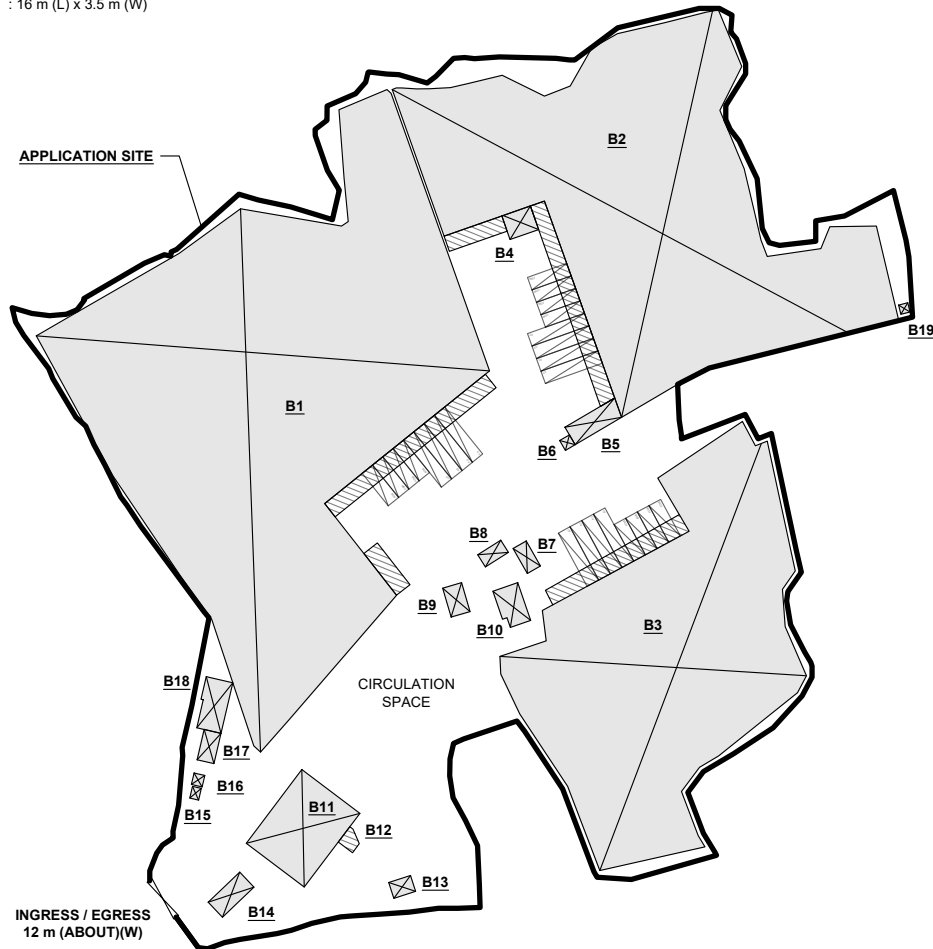 : 16 m (L) x 3.5 m (W)
B2
APPLICATION SITE
B4
B19
B1
B6
B5
B8
B7
B9
B10
B3
B18
CIRCULATION
SPACE
B17
B16
B11
B15
B12
B13
B14
INGRESS / EGRESS
12 m (ABOUT)(W)